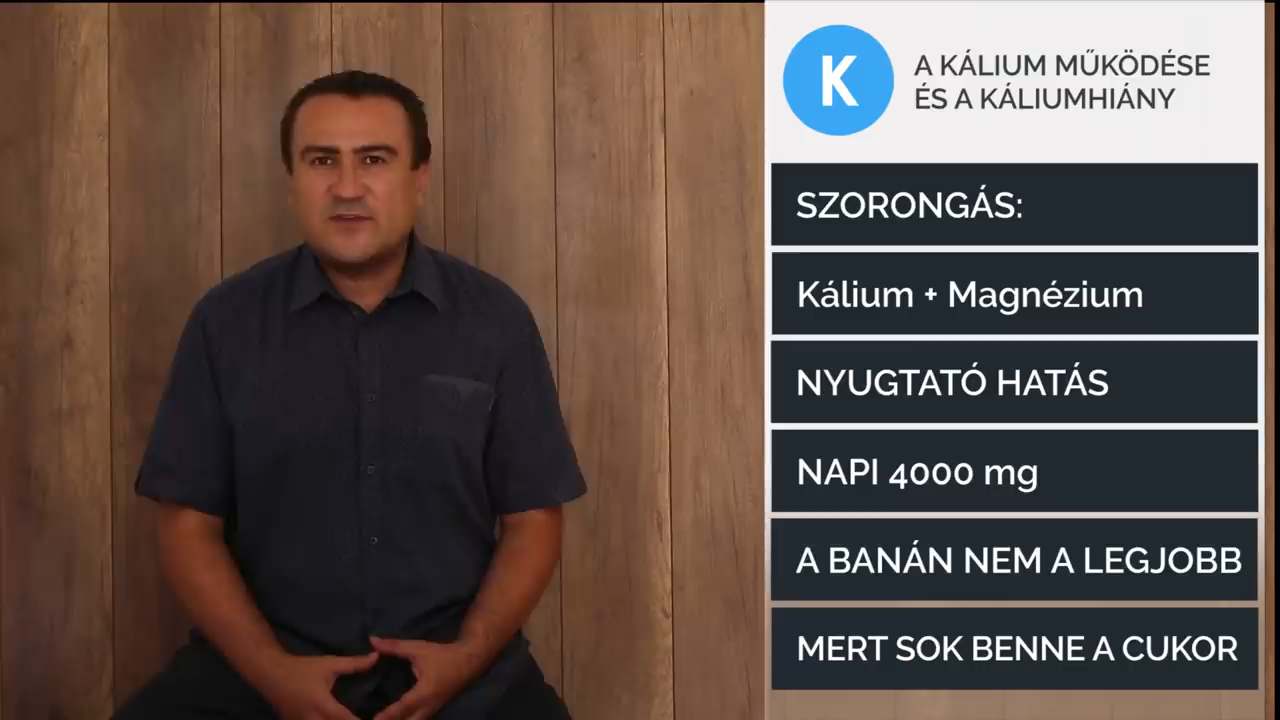 K
A KÁLIUM MŰKÖDÉSE
ÉS A KÁLIUMHIÁNY
SZORONGÁS:
Kálium + Magnézium
NYUGTATÓ HATÁS
NAPI 4000 mg
A BANÁN NEM A LEGJOBB
MERT SOK BENNE A CUKOR